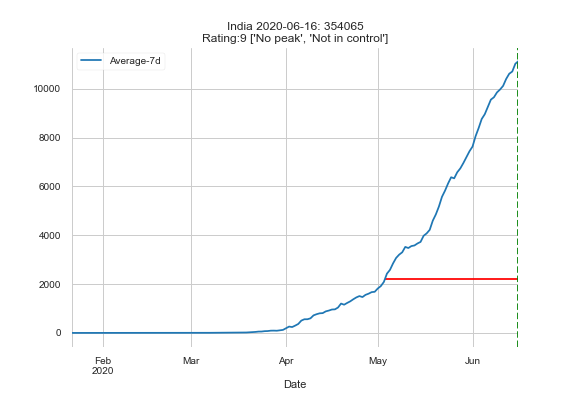 India 2020-06-16: 354065
Rating:9 ['No peak', 'Not in control']
Average-7d
10000
8000
6000
4000
2000
0
Feb Mar Apr May Jun
2020
Date